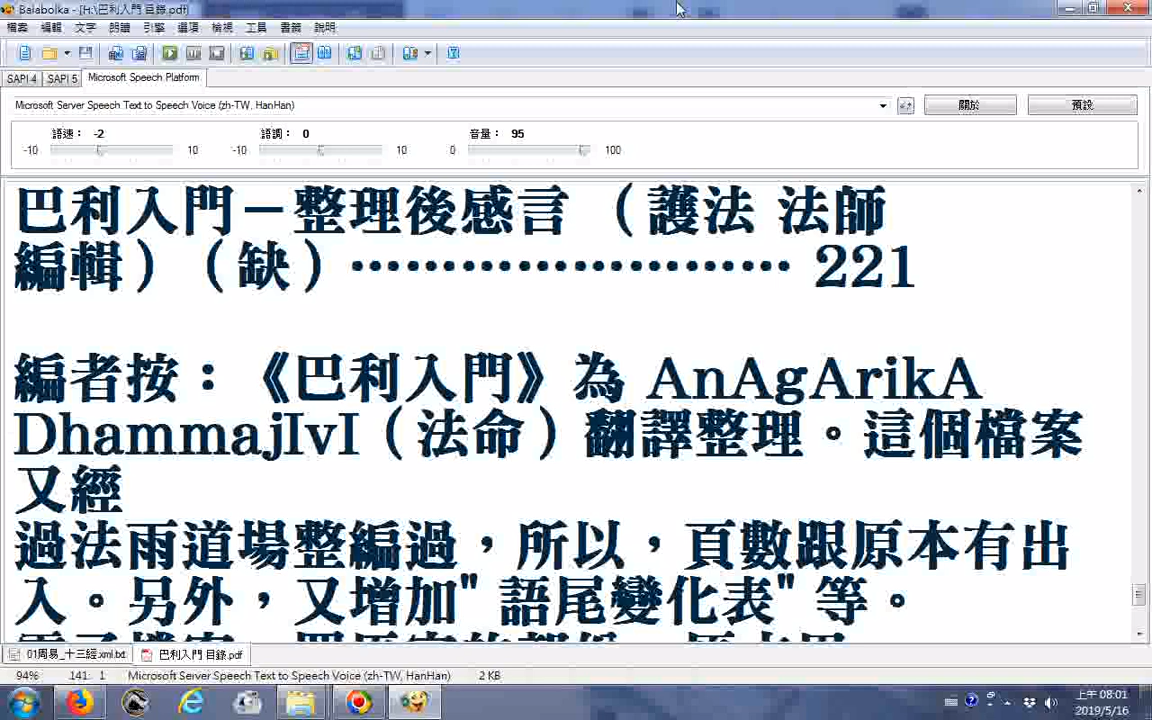 Balabolka - [H:\巴利入門 目錄.pdf]
檔案 編輯 文字 朗讀 引擎 選項 檢視 工具 書籤 說明
SAPI 4 SAPI 5 Microsoft Speech Platform
Microsoft Server Speech Text to Speech Voice (zh-TW, HanHan) 關於 預設
語速： -2 語調： 0 音量： 95
-10 10 -10 10 0 100
巴利入門－整理後感言 （護法 法師
編輯）（缺）…………………… 221
編者按：《巴利入門》為 AnAgArikA
DhammajIvI（法命）翻譯整理。這個檔案
又經
過法雨道場整編過，所以，頁數跟原本有出
入。另外，又增加"語尾變化表"等。
01周易_十三經.xml.txt 巴利入門 目錄.pdf
94% 141: 1 Microsoft Server Speech Text to Speech Voice (zh-TW, HanHan) 2 KB
上午 08:01
2019/5/16